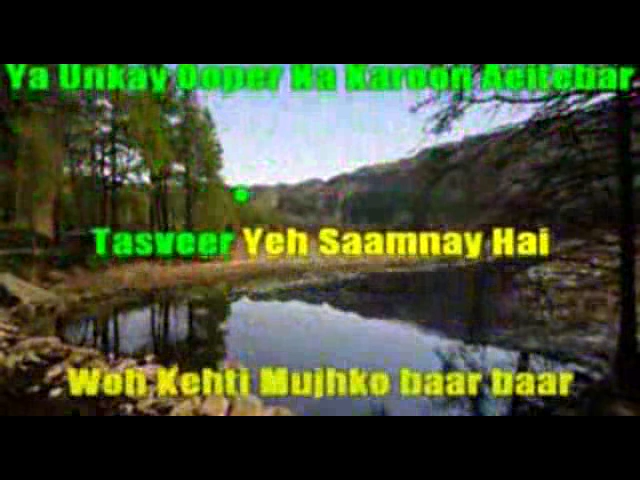 Ya Unkay Ooper Na Karoon Aeitebar
Tasveer Yeh Saamnay Hai
Woh Kehti Mujhko baar baar